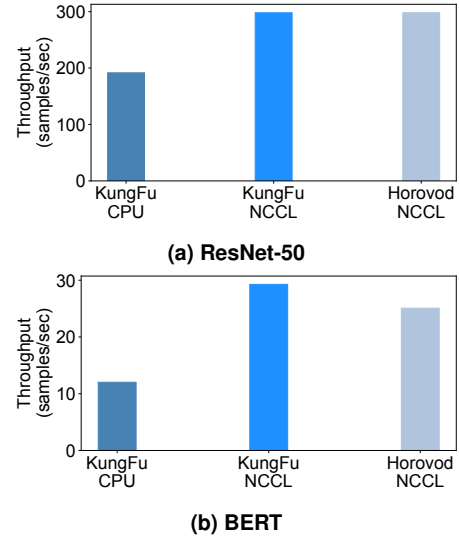 Throughput
(samples/sec)
300
200
100
0
KungFu
CPU
KungFu
NCCL
Horovod
NCCL
(a) ResNet-50
Throughput
(samples/sec)
30
20
10
0
KungFu
CPU
KungFu
NCCL
Horovod
NCCL
(b) BERT